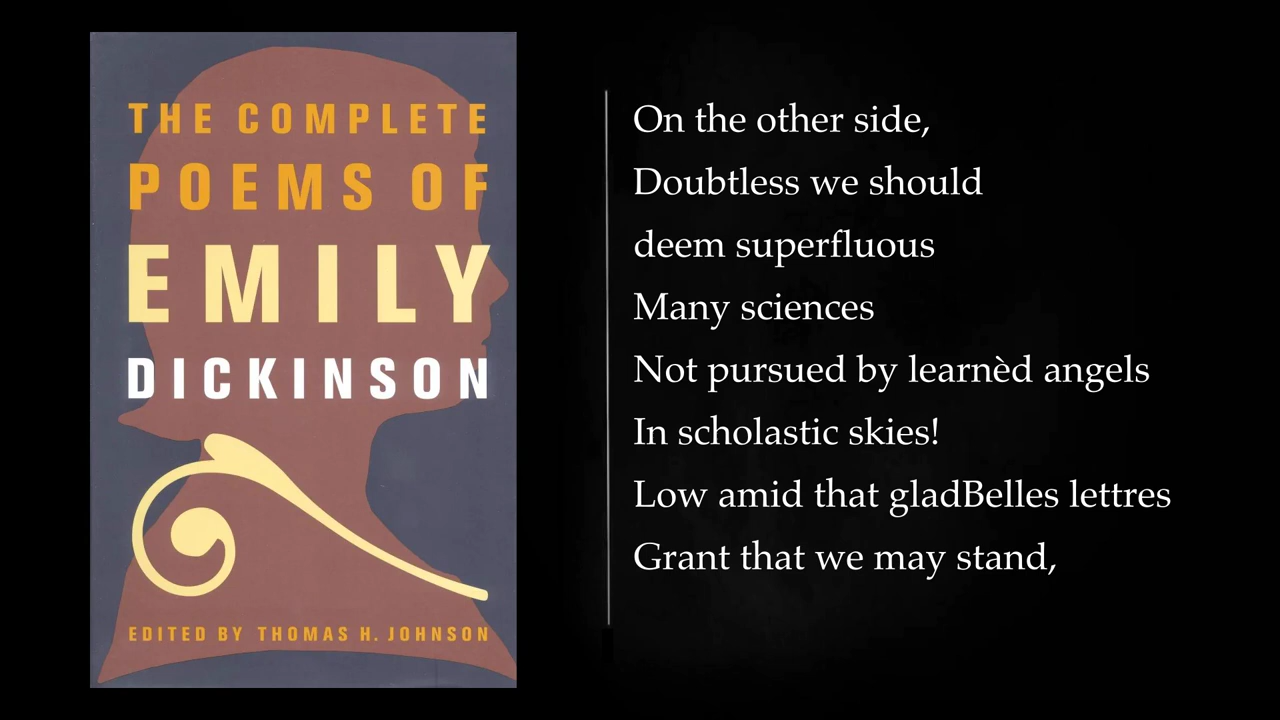 THE COMPLETE
POEMS OF
EMILY
DICKINSON
EDITED BY THOMAS H. JOHNSON
On the other side,
Doubtless we should
deem superfluous
Many sciences
Not pursued by learnèd angels
In scholastic skies!
Low amid that gladBelles lettres
Grant that we may stand,